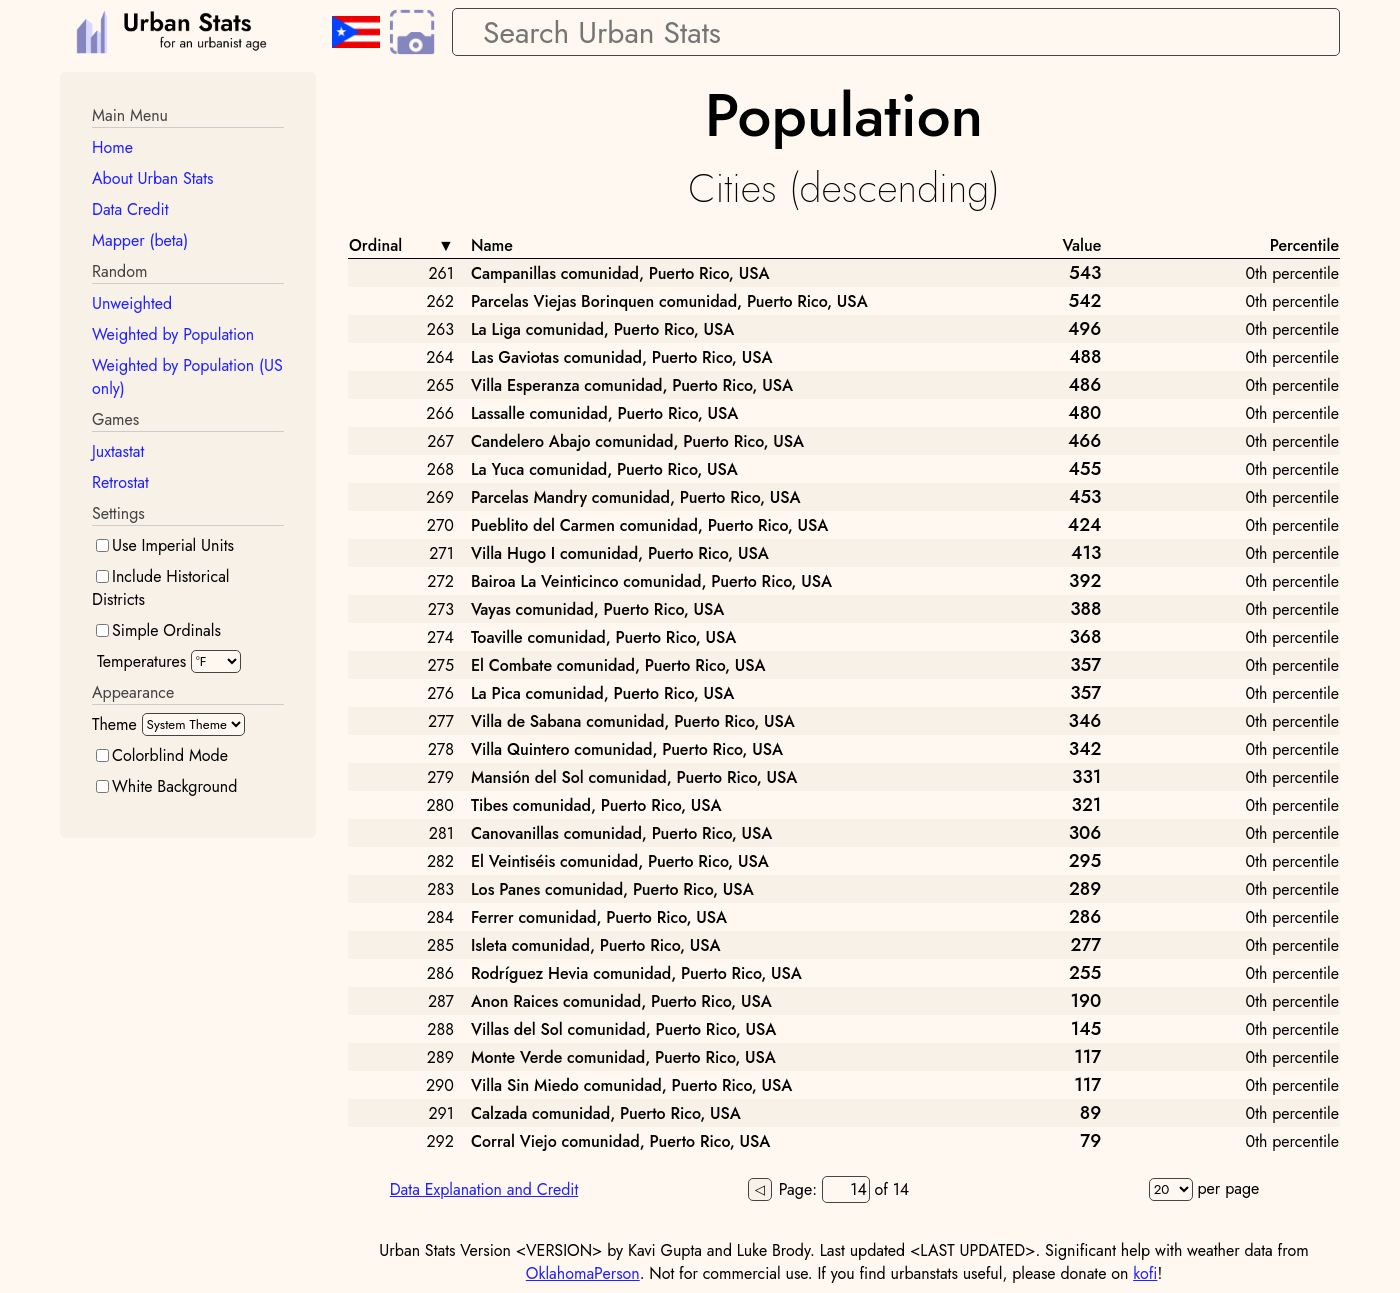 Urban Stats
for an urbanist age
Search Urban Stats
Main Menu
Home
About Urban Stats
Data Credit
Mapper (beta)
Random
Unweighted
Weighted by Population
Weighted by Population (US
only)
Games
Juxtastat
Retrostat
Settings
Use Imperial Units
Include Historical
Districts
Simple Ordinals
Temperatures °F
Appearance
Theme System Theme
Colorblind Mode
White Background
Population
Cities (descending)
Ordinal ▼ Name Value Percentile
261 Campanillas comunidad, Puerto Rico, USA 543 0th percentile
262 Parcelas Viejas Borinquen comunidad, Puerto Rico, USA 542 0th percentile
263 La Liga comunidad, Puerto Rico, USA 496 0th percentile
264 Las Gaviotas comunidad, Puerto Rico, USA 488 0th percentile
265 Villa Esperanza comunidad, Puerto Rico, USA 486 0th percentile
266 Lassalle comunidad, Puerto Rico, USA 480 0th percentile
267 Candelero Abajo comunidad, Puerto Rico, USA 466 0th percentile
268 La Yuca comunidad, Puerto Rico, USA 455 0th percentile
269 Parcelas Mandry comunidad, Puerto Rico, USA 453 0th percentile
270 Pueblito del Carmen comunidad, Puerto Rico, USA 424 0th percentile
271 Villa Hugo I comunidad, Puerto Rico, USA 413 0th percentile
272 Bairoa La Veinticinco comunidad, Puerto Rico, USA 392 0th percentile
273 Vayas comunidad, Puerto Rico, USA 388 0th percentile
274 Toaville comunidad, Puerto Rico, USA 368 0th percentile
275 El Combate comunidad, Puerto Rico, USA 357 0th percentile
276 La Pica comunidad, Puerto Rico, USA 357 0th percentile
277 Villa de Sabana comunidad, Puerto Rico, USA 346 0th percentile
278 Villa Quintero comunidad, Puerto Rico, USA 342 0th percentile
279 Mansión del Sol comunidad, Puerto Rico, USA 331 0th percentile
280 Tibes comunidad, Puerto Rico, USA 321 0th percentile
281 Canovanillas comunidad, Puerto Rico, USA 306 0th percentile
282 El Veintiséis comunidad, Puerto Rico, USA 295 0th percentile
283 Los Panes comunidad, Puerto Rico, USA 289 0th percentile
284 Ferrer comunidad, Puerto Rico, USA 286 0th percentile
285 Isleta comunidad, Puerto Rico, USA 277 0th percentile
286 Rodríguez Hevia comunidad, Puerto Rico, USA 255 0th percentile
287 Anon Raices comunidad, Puerto Rico, USA 190 0th percentile
288 Villas del Sol comunidad, Puerto Rico, USA 145 0th percentile
289 Monte Verde comunidad, Puerto Rico, USA 117 0th percentile
290 Villa Sin Miedo comunidad, Puerto Rico, USA 117 0th percentile
291 Calzada comunidad, Puerto Rico, USA 89 0th percentile
292 Corral Viejo comunidad, Puerto Rico, USA 79 0th percentile
Data Explanation and Credit ◁ Page: 14 of 14 20 per page
Urban Stats Version <VERSION> by Kavi Gupta and Luke Brody. Last updated <LAST UPDATED>. Significant help with weather data from
OklahomaPerson. Not for commercial use. If you find urbanstats useful, please donate on kofi!